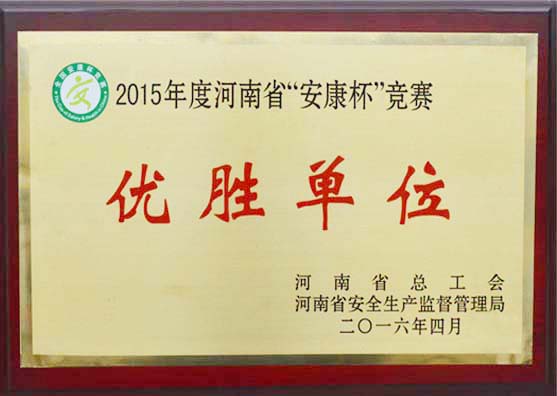 2015年度河南省“安康杯”竞赛
优胜单位
河南省总工会
河南省安全生产监督管理局
二〇一六年四月